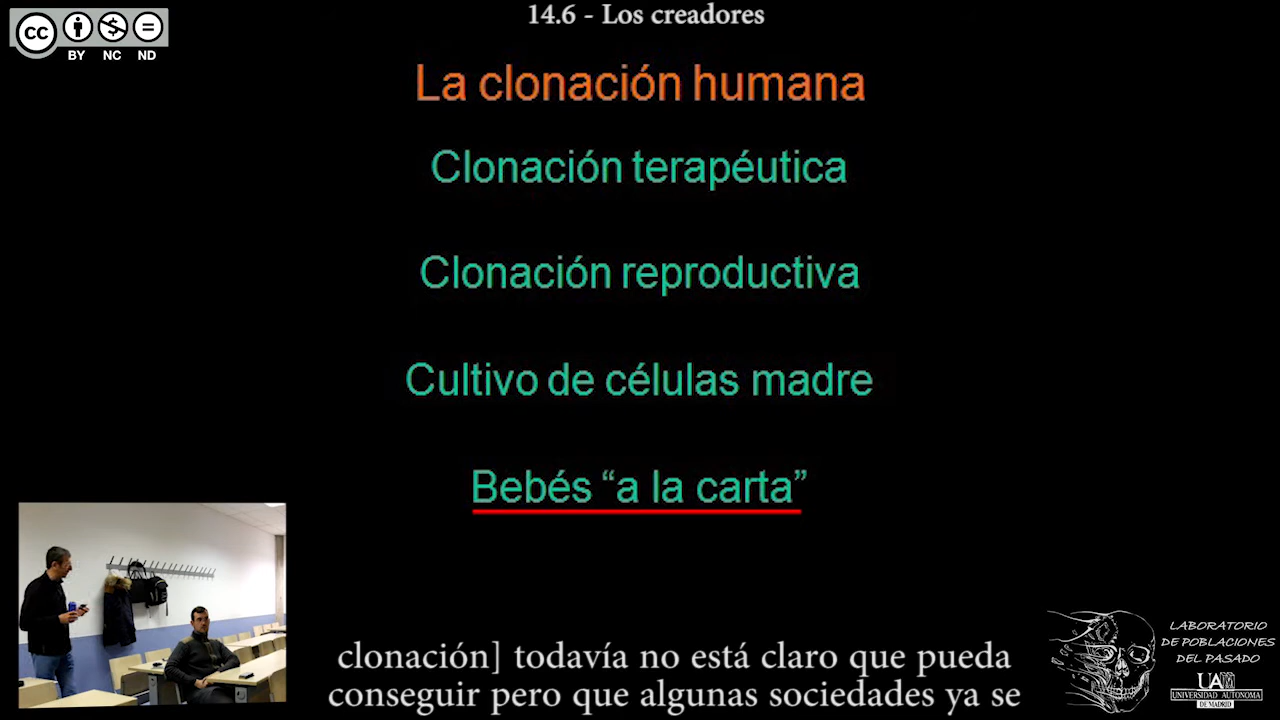 14.6 - Los creadores
CC
BY NC ND
La clonación humana
Clonación terapéutica
Clonación reproductiva
Cultivo de células madre
Bebés “a la carta”
clonación] todavía no está claro que pueda
conseguir pero que algunas sociedades ya se
LABORATORIO
DE POBLACIONES
DEL PASADO
UAM
UNIVERSIDAD AUTONOMA
DE MADRID